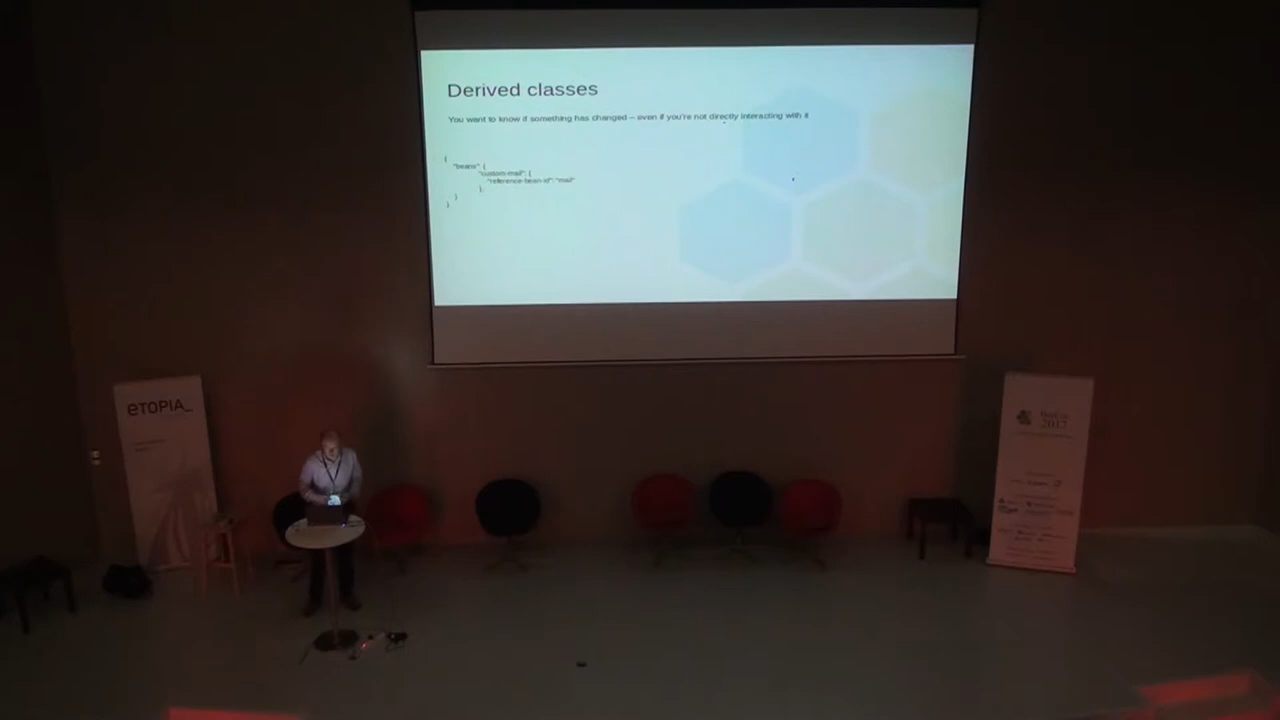 Derived classes
You want to know if something has changed – even if you're not directly interacting with it
{
"beans": {
"custom-mail": {
"reference-bean-id": "mail"
},
}
}
eTOPIA_
2017